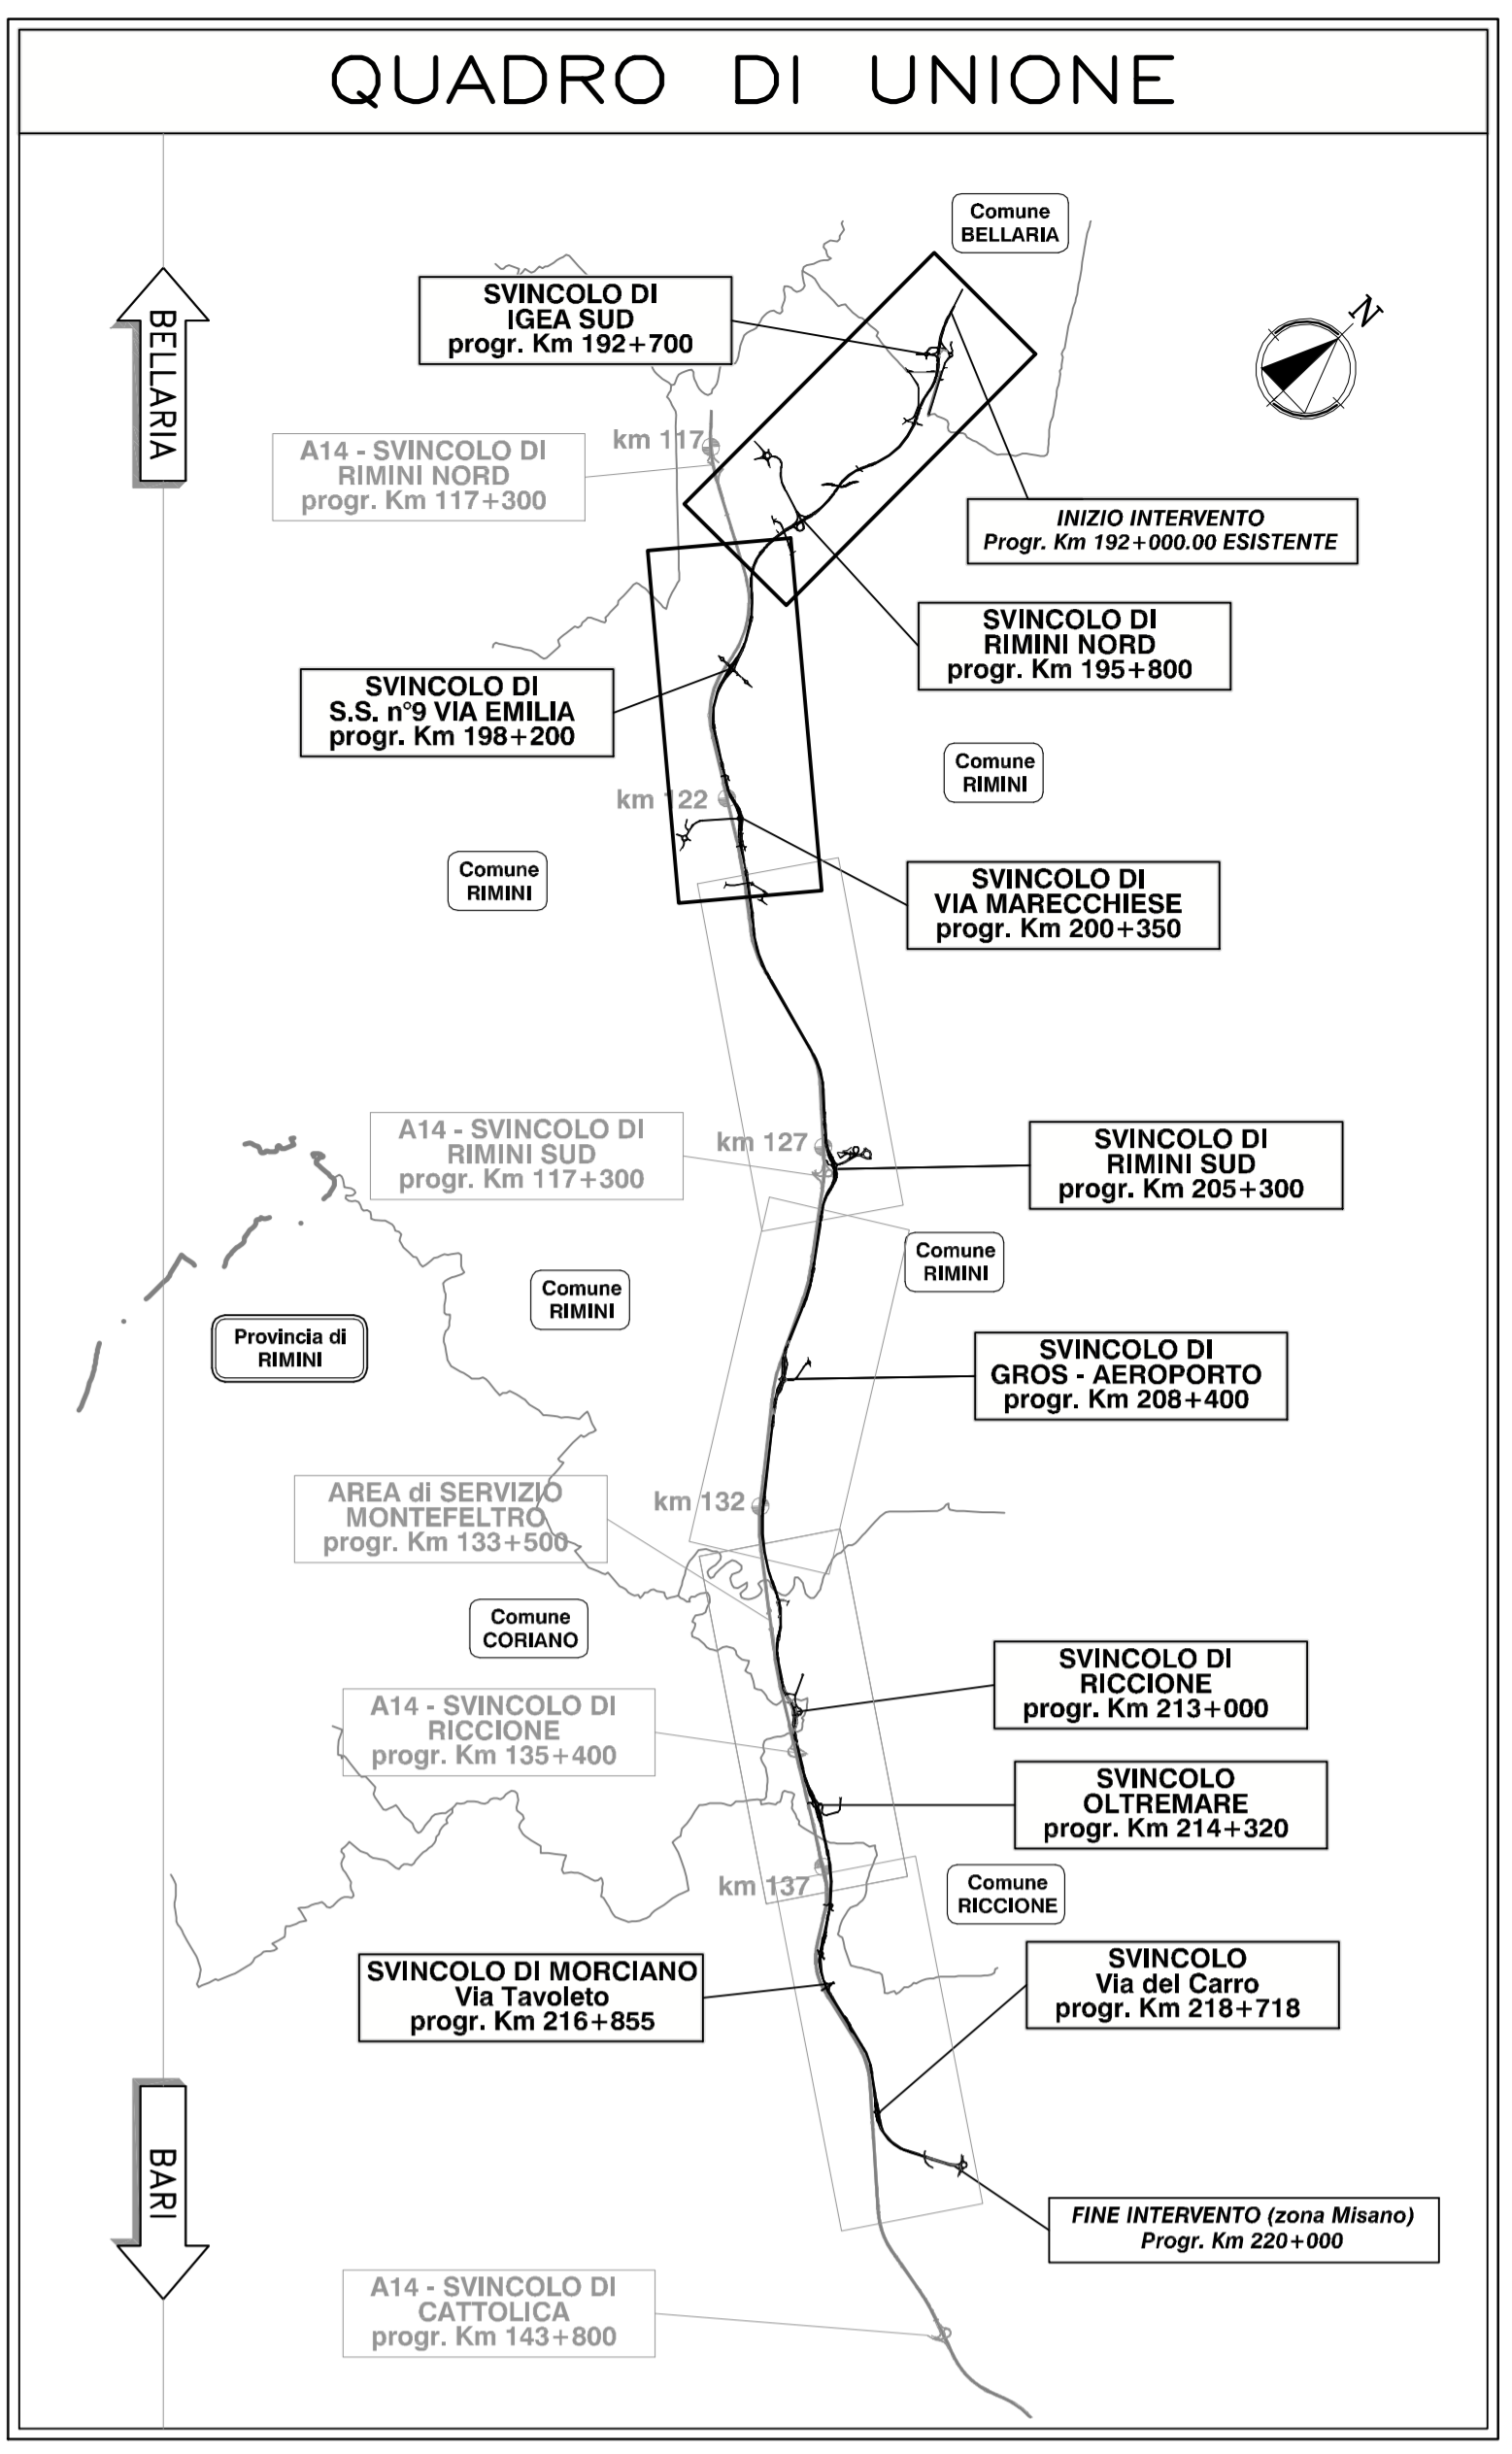 QUADRO DI UNIONE
Comune
BELLARIA
BELLARIA
SVINCOLO DI
IGEA SUD
progr. Km 192+700
N
A14 - SVINCOLO DI
RIMINI NORD
progr. Km 117+300
km 117
INIZIO INTERVENTO
Progr. Km 192+000.00 ESISTENTE
SVINCOLO DI
RIMINI NORD
progr. Km 195+800
SVINCOLO DI
S.S. n°9 VIA EMILIA
progr. Km 198+200
Comune
RIMINI
km 122
Comune
RIMINI
SVINCOLO DI
VIA MARECCHIESE
progr. Km 200+350
A14 - SVINCOLO DI
RIMINI SUD
progr. Km 117+300
km 127
SVINCOLO DI
RIMINI SUD
progr. Km 205+300
Comune
RIMINI
Comune
RIMINI
Provincia di
RIMINI
SVINCOLO DI
GROS - AEROPORTO
progr. Km 208+400
AREA di SERVIZIO
MONTEFELTRO
progr. Km 133+500
km 132
Comune
CORIANO
SVINCOLO DI
RICCIONE
progr. Km 213+000
A14 - SVINCOLO DI
RICCIONE
progr. Km 135+400
SVINCOLO
OLTREMARE
progr. Km 214+320
km 137
Comune
RICCIONE
SVINCOLO DI MORCIANO
Via Tavoleto
progr. Km 216+855
SVINCOLO
Via del Carro
progr. Km 218+718
BARI
FINE INTERVENTO (zona Misano)
Progr. Km 220+000
A14 - SVINCOLO DI
CATTOLICA
progr. Km 143+800